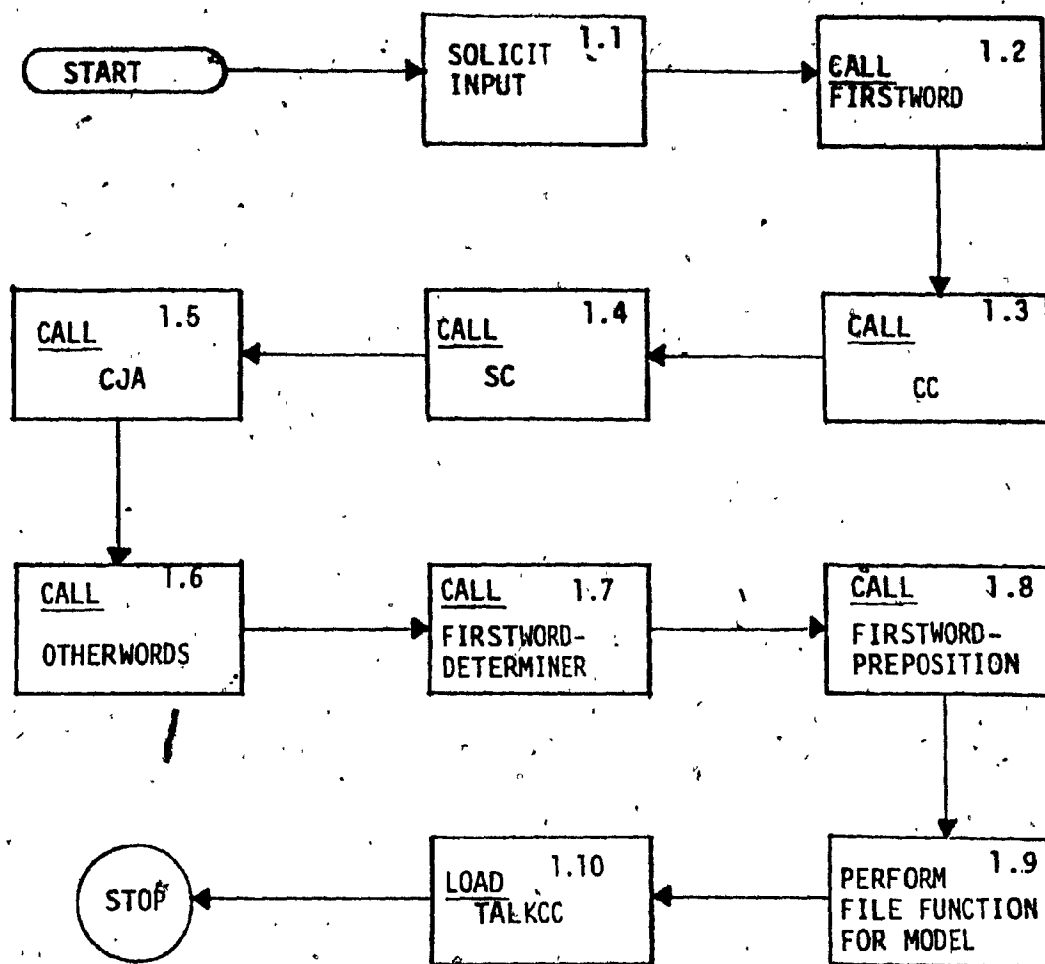 START
SOLICIT 1.1
INPUT
CALL 1.2
FIRSTWORD
CALL 1.3
CC
CALL 1.4
SC
CALL 1.5
CJA
CALL 1.6
OTHERWORDS
CALL 1.7
FIRSTWORD-
DETERMINER
CALL 1.8
FIRSTWORD-
PREPOSITION
PERFORM 1.9
FILE FUNCTION
FOR MODEL
LOAD 1.10
TALKCC
STOP